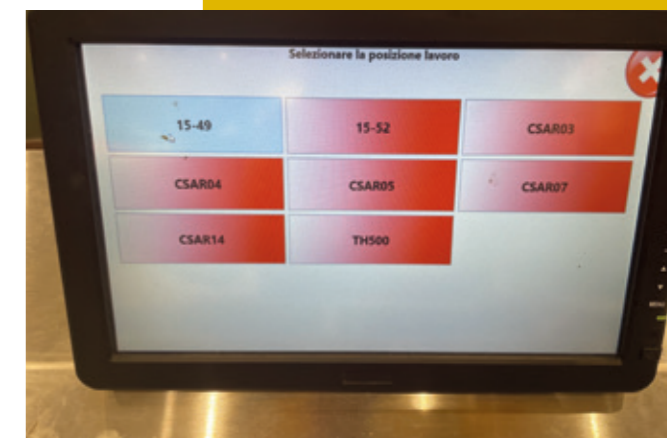 Selezionare la posizione lavoro
15-49 15-52 CSAR03
CSAR04 CSAR05 CSAR07
CSAR14 TH500